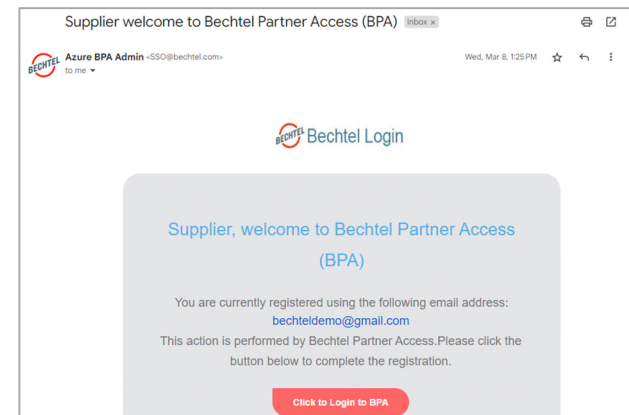 Supplier welcome to Bechtel Partner Access (BPA) Inbox ×
BECHTEL
Azure BPA Admin <SSO@bechtel.com>
Wed, Mar 8, 1:25 PM
to me
BECHTEL Bechtel Login
Supplier, welcome to Bechtel Partner Access
(BPA)
You are currently registered using the following email address:
bechteldemo@gmail.com
This action is performed by Bechtel Partner Access.Please click the
button below to complete the registration.
Click to Login to BPA